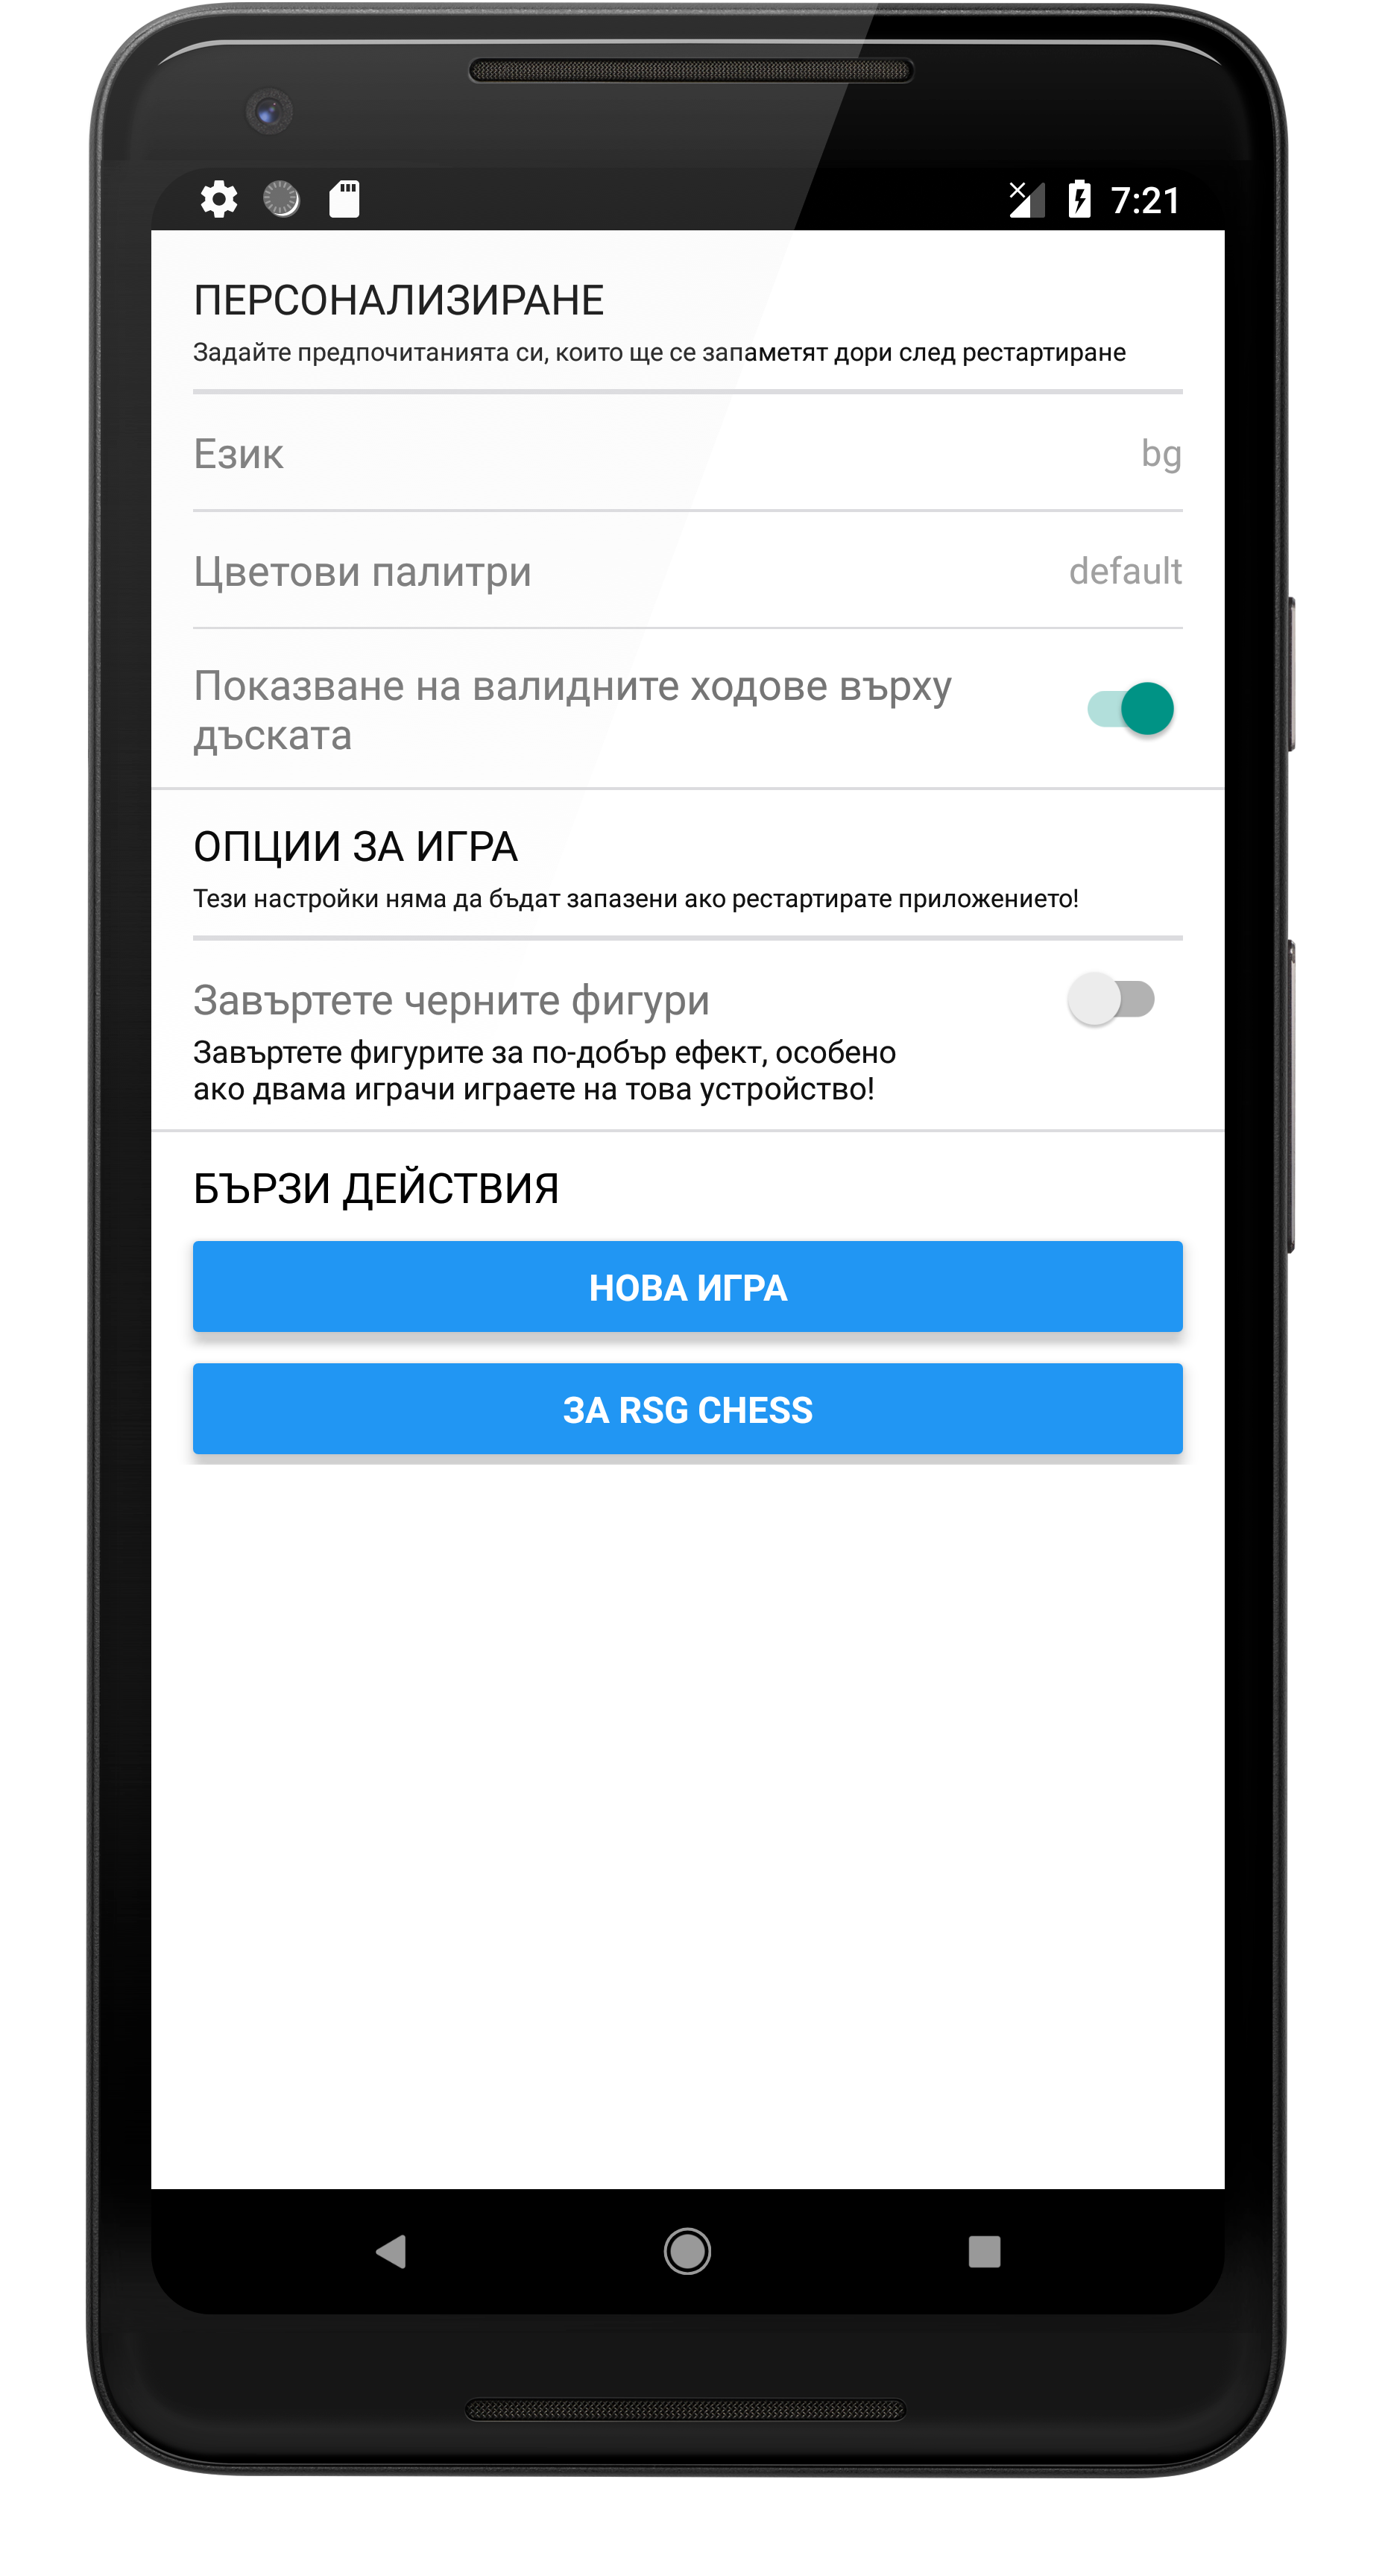 7:21
ПЕРСОНАЛИЗИРАНЕ
Задайте предпочитанията си, които ще се запаметят дори след рестартиране
Език
bg
Цветови палитри
default
Показване на валидните ходове върху
дъската
ОПЦИИ ЗА ИГРА
Тези настройки няма да бъдат запазени ако рестартирате приложението!
Завъртете черните фигури
Завъртете фигурите за по-добър ефект, особено
ако двама играчи играете на това устройство!
БЪРЗИ ДЕЙСТВИЯ
НОВА ИГРА
ЗА RSG CHESS